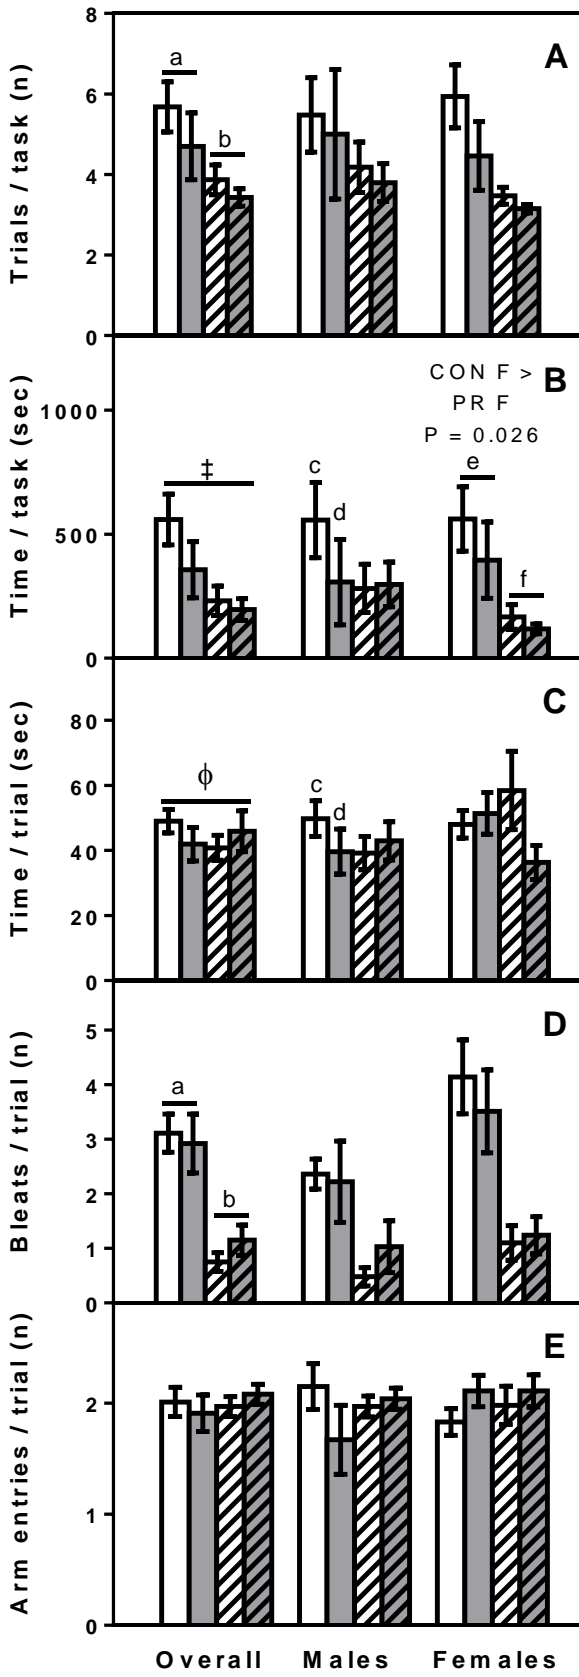 8
A
a
6
b
4
2
0
Trials / task (n)
CON F > B
PR F
P = 0.026
1000
‡
c
d
e
f
500
0
Time / task (sec)
C
80
ϕ
c
d
60
40
20
0
Time / trial (sec)
D
5
a
4
3
b
2
1
0
Bleats / trial (n)
E
2
1
0
Arm entries / trial (n)
Overall Males Females